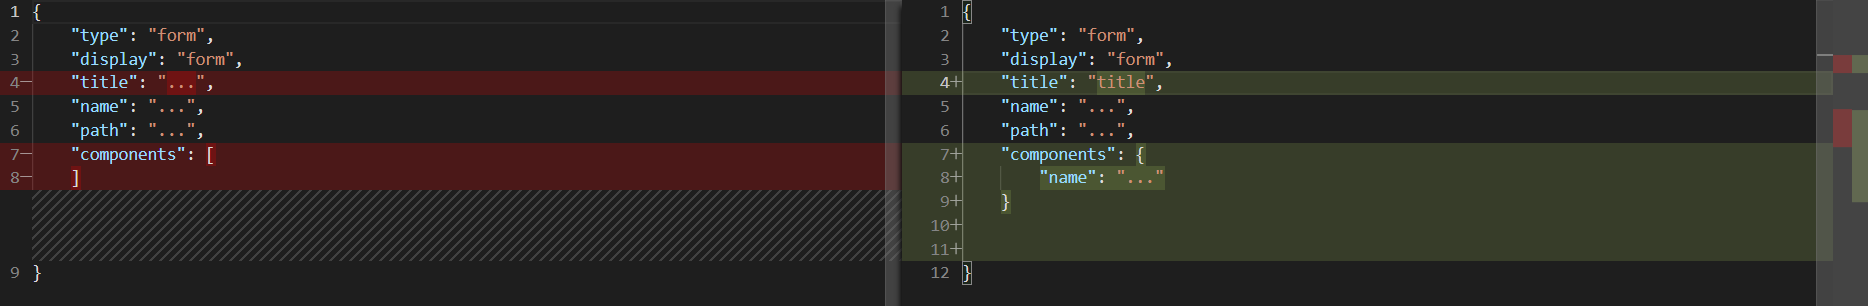 1 {
2     "type": "form",
3     "display": "form",
4—    "title": "...",
5     "name": "...",
6     "path": "...",
7—    "components": [
8—    ]
9 }
1 {
2     "type": "form",
3     "display": "form",
4+    "title": "title",
5     "name": "...",
6     "path": "...",
7+    "components": {
8+        "name": "..."
9+    }
10+
11+
12 }